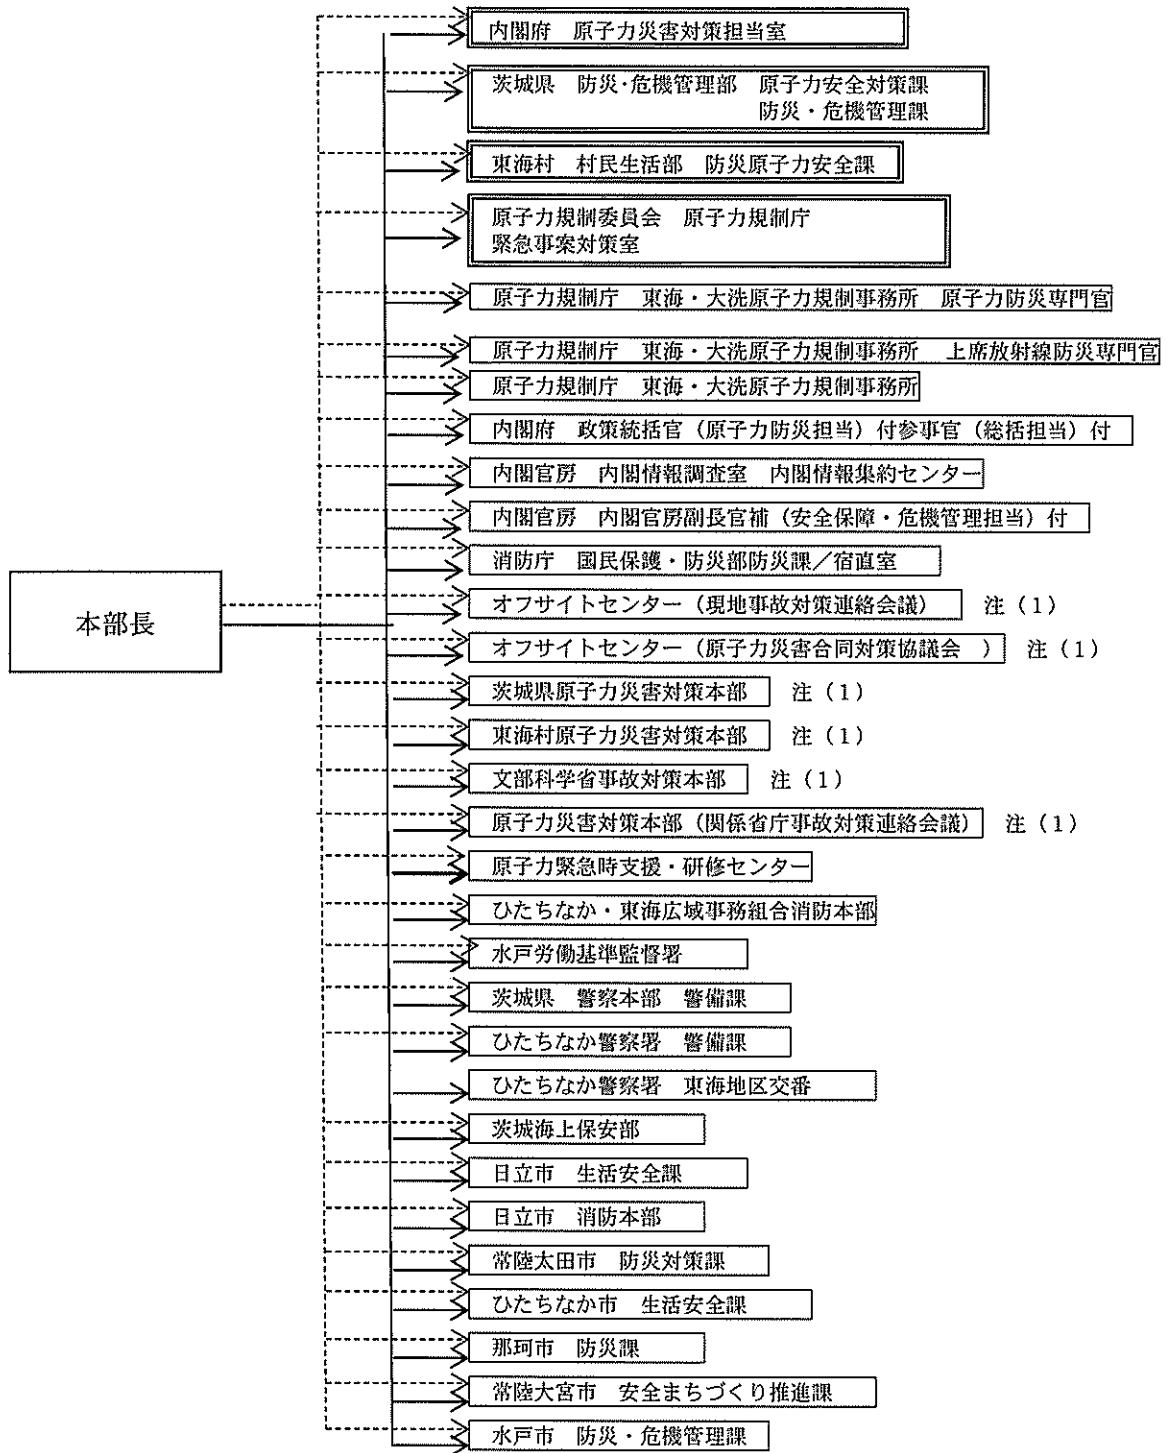 内閣府　原子力災害対策担当室
茨城県　防災・危機管理部　原子力安全対策課
防災・危機管理課
東海村　村民生活部　防災原子力安全課
原子力規制委員会　原子力規制庁
緊急事案対策室
原子力規制庁　東海・大洗原子力規制事務所　原子力防災専門官
原子力規制庁　東海・大洗原子力規制事務所　上席放射線防災専門官
原子力規制庁　東海・大洗原子力規制事務所
内閣府　政策統括官（原子力防災担当）付参事官（総括担当）付
内閣官房　内閣情報調査室　内閣情報集約センター
内閣官房　内閣官房副長官補（安全保障・危機管理担当）付
消防庁　国民保護・防災部防災課／宿直室
オフサイトセンター（現地事故対策連絡会議）　注（1）
本部長
オフサイトセンター（原子力災害合同対策協議会　）　注（1）
茨城県原子力災害対策本部　注（1）
東海村原子力災害対策本部　注（1）
文部科学省事故対策本部　注（1）
原子力災害対策本部（関係省庁事故対策連絡会議）　注（1）
原子力緊急時支援・研修センター
ひたちなか・東海広域事務組合消防本部
水戸労働基準監督署
茨城県　警察本部　警備課
ひたちなか警察署　警備課
ひたちなか警察署　東海地区交番
茨城海上保安部
日立市　生活安全課
日立市　消防本部
常陸太田市　防災対策課
ひたちなか市　生活安全課
那珂市　防災課
常陸大宮市　安全まちづくり推進課
水戸市　防災・危機管理課